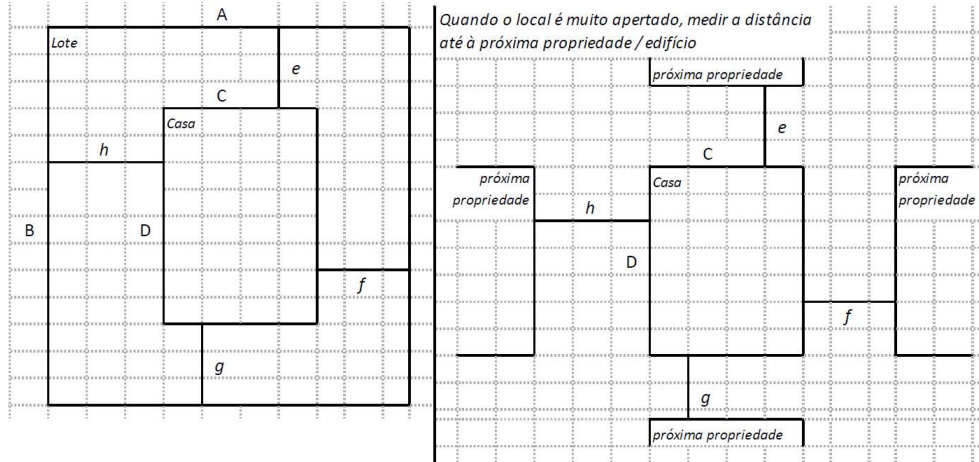 A
Lote
e
C
Casa
h
B
D
f
g
Quando o local é muito apertado, medir a distância
até à próxima propriedade / edifício
próxima propriedade
e
C
próxima
propriedade
Casa
próxima
propriedade
h
D
f
g
próxima propriedade